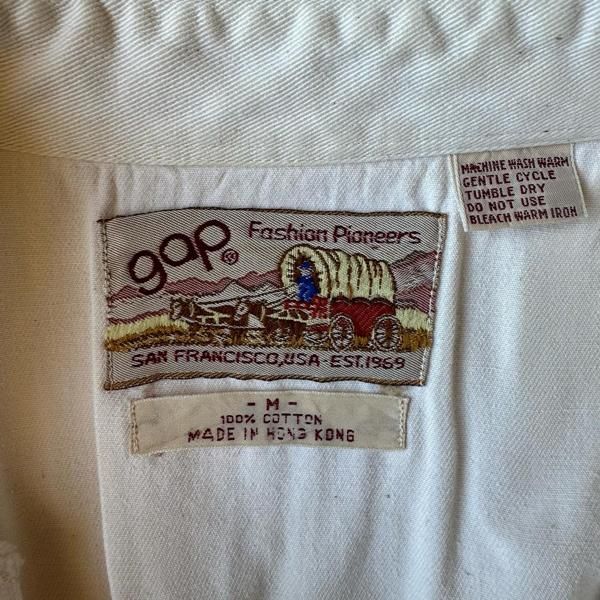 gap® Fashion Pioneers
SAN FRANCISCO, USA - EST. 1969
- M -
100% COTTON
MADE IN HONG KONG
MACHINE WASH WARM
GENTLE CYCLE
TUMBLE DRY
DO NOT USE
BLEACH WARM IRON